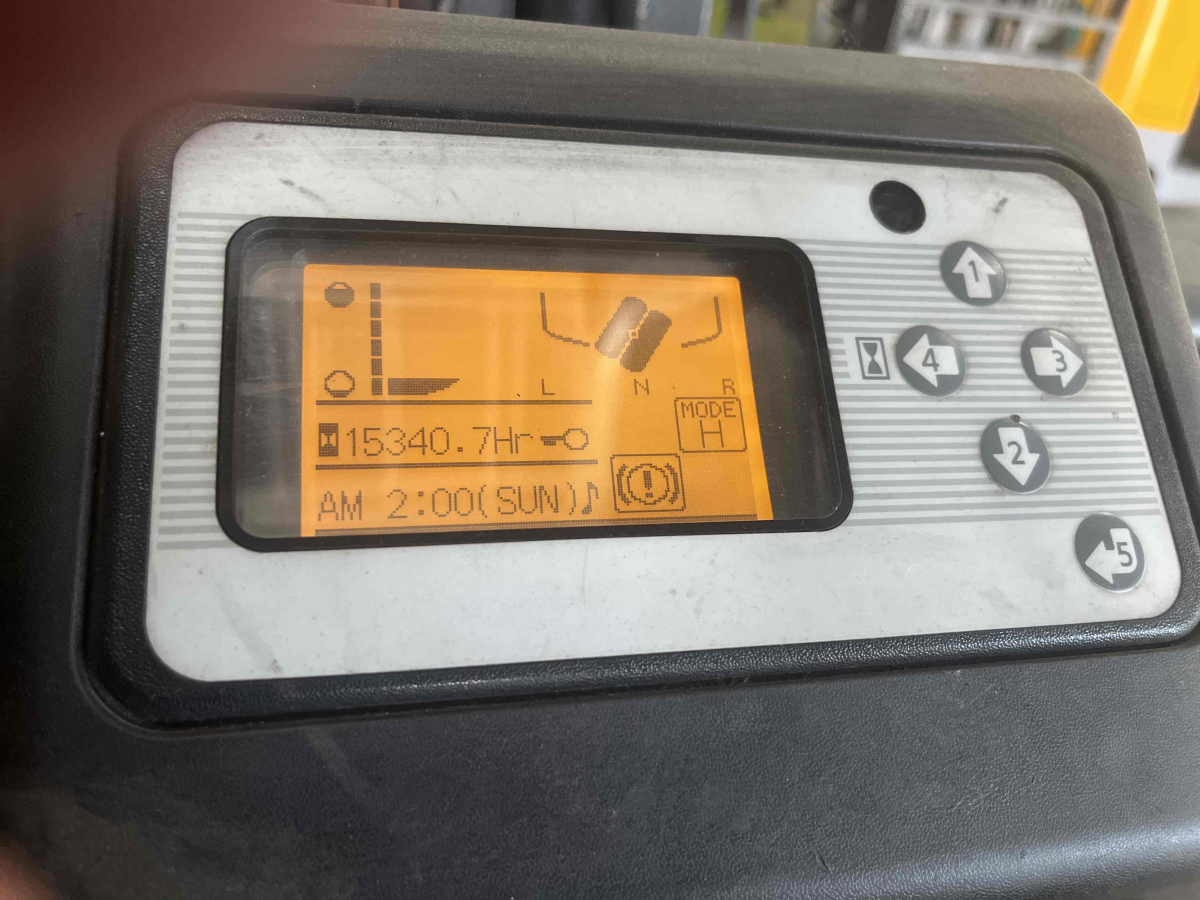 L N R
MODE
H
15340.7Hr
AM 2:00(SUN)♪
!
1
4
3
2
5